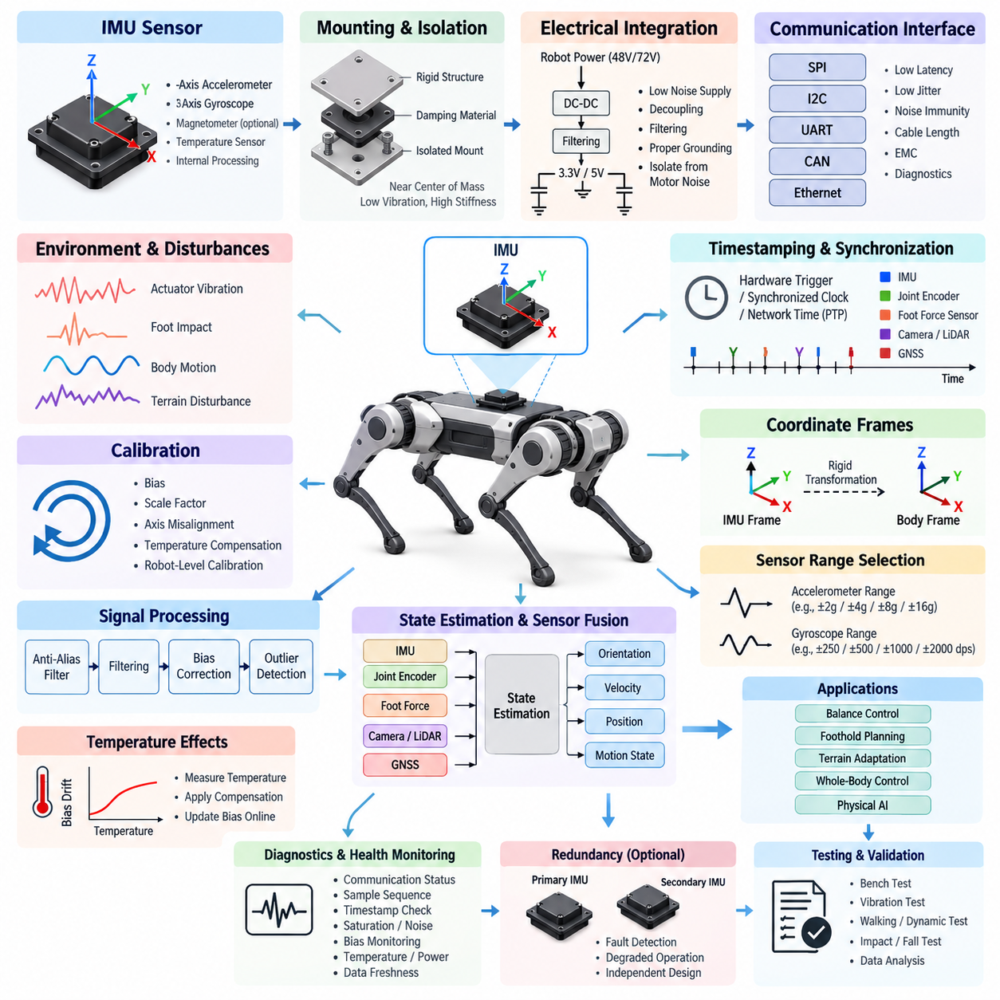 IMU Sensor
Z
Y
X
-Axis Accelerometer
3Axis Gyroscope
Magnetometer (optional)
Temperature Sensor
Internal Processing
Mounting & Isolation
Rigid Structure
Damping Material
Isolated Mount
Near Center of Mass
Low Vibration, High Stiffness
Electrical Integration
Robot Power (48V/72V)
DC-DC
Filtering
3.3V / 5V
Low Noise Supply
Decoupling
Filtering
Proper Grounding
Isolate from
Motor Noise
Communication Interface
SPI
I2C
UART
CAN
Ethernet
Low Latency
Low Jitter
Noise Immunity
Cable Length
EMC
Diagnostics
Environment & Disturbances
Actuator Vibration
Foot Impact
Body Motion
Terrain Disturbance
IMU
Z
Y
X
Timestamping & Synchronization
Hardware Trigger
/ Synchronized Clock
/ Network Time (PTP)
IMU
Joint Encoder
Foot Force Sensor
Camera / LiDAR
GNSS
Time
Calibration
Bias
Scale Factor
Axis Misalignment
Temperature Compensation
Robot-Level Calibration
Coordinate Frames
Z
Y
X
IMU Frame
Rigid
Transformation
Z
Y
X
Body Frame
Sensor Range Selection
Accelerometer Range
(e.g., ±2g / ±4g / ±8g / ±16g)
Gyroscope Range
(e.g., ±250 / ±500 / ±1000 / ±2000 dps)
Signal Processing
Anti-Alias
Filter
Filtering
Bias
Correction
Outlier
Detection
State Estimation & Sensor Fusion
IMU
Joint Encoder
Foot Force
Camera / LiDAR
GNSS
State
Estimation
Orientation
Velocity
Position
Motion State
Applications
Balance Control
Foothold Planning
Terrain Adaptation
Whole-Body Control
Physical AI
Temperature Effects
Bias Drift
Temperature
Measure Temperature
Apply Compensation
Update Bias Online
Diagnostics & Health Monitoring
Communication Status
Sample Sequence
Timestamp Check
Saturation / Noise
Bias Monitoring
Temperature / Power
Data Freshness
Redundancy (Optional)
Primary IMU
Secondary IMU
Fault Detection
Degraded Operation
Independent Design
Testing & Validation
Bench Test
Vibration Test
Walking / Dynamic Test
Impact / Fall Test
Data Analysis